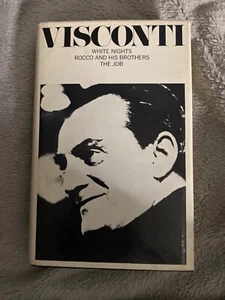 VISCONTI
WHITE NIGHTS
ROCCO AND HIS BROTHERS
THE JOB